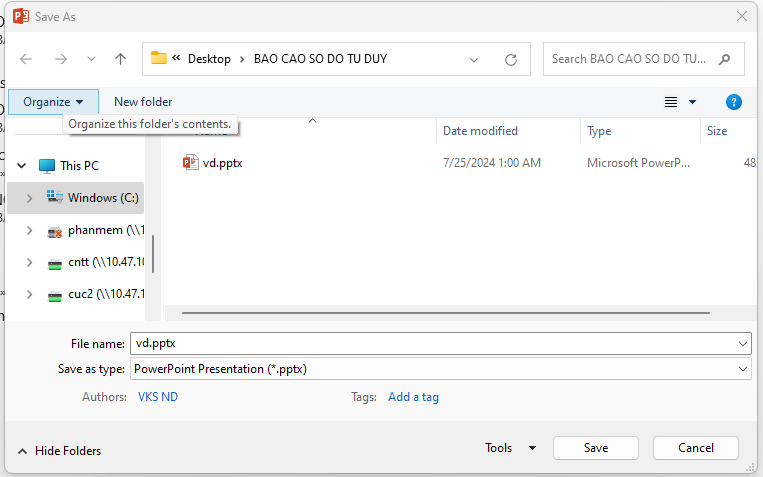 Save As
« Desktop > BAO CAO SO DO TU DUY
Search BAO CAO SO DO TU...
Organize
New folder
?
Organize this folder's contents.
Date modified
Type
Size
This PC
vd.pptx
7/25/2024 1:00 AM
Microsoft PowerP...
48
Windows (C:)
phanmem (\\1
cntt (\\10.47.10
cuc2 (\\10.47.1
File name:
vd.pptx
Save as type:
PowerPoint Presentation (*.pptx)
Authors:
VKS ND
Tags:
Add a tag
Hide Folders
Tools
Save
Cancel